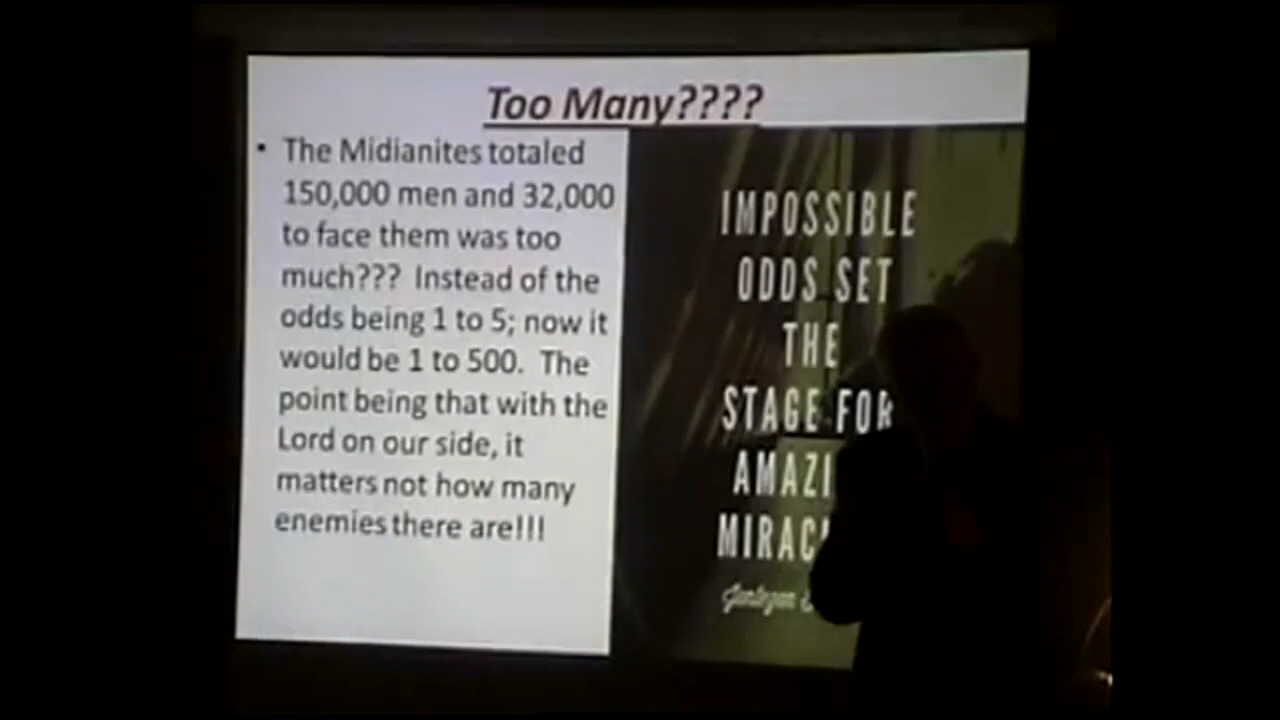 Too Many????
• The Midianites totaled
150,000 men and 32,000
to face them was too
much??? Instead of the
odds being 1 to 5; now it
would be 1 to 500. The
point being that with the
Lord on our side, it
matters not how many
enemies there are!!!
IMPOSSIBLE
ODDS SET
THE
STAGE FOR
AMAZI
MIRAC